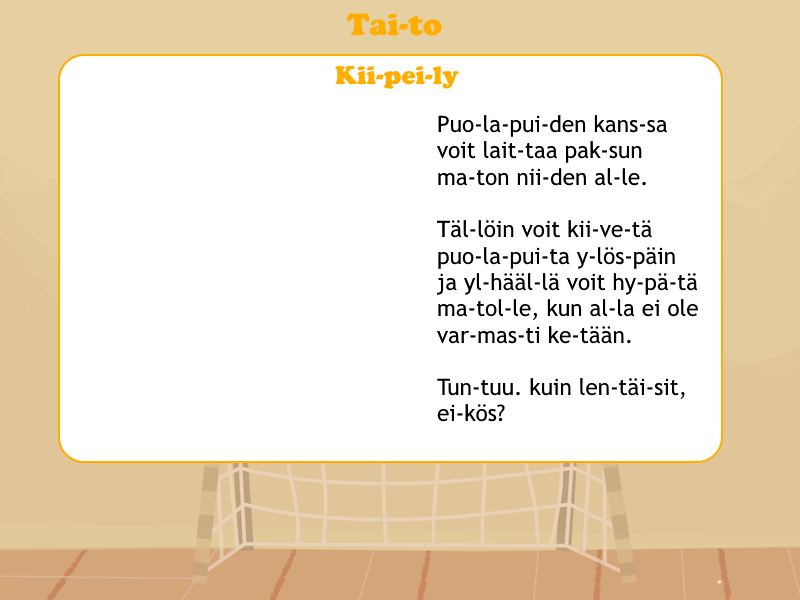 Tai-to
Kii-pei-ly
Puo-la-pui-den kans-sa
voit lait-taa pak-sun
ma-ton nii-den al-le.
Täl-löin voit kii-ve-tä
puo-la-pui-ta y-lös-päin
ja yl-hääl-lä voit hy-pä-tä
ma-tol-le, kun al-la ei ole
var-mas-ti ke-tään.
Tun-tuu. kuin len-täi-sit,
ei-kös?